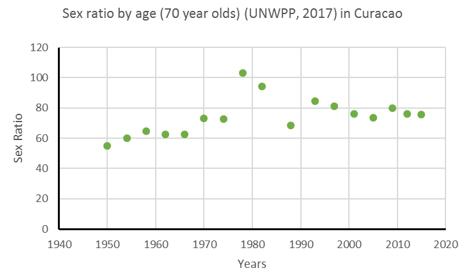 Sex ratio by age (70 year olds) (UNWPP, 2017) in Curacao
120
100
80
60
40
20
0
Sex Ratio
1940 1950 1960 1970 1980 1990 2000 2010 2020
Years